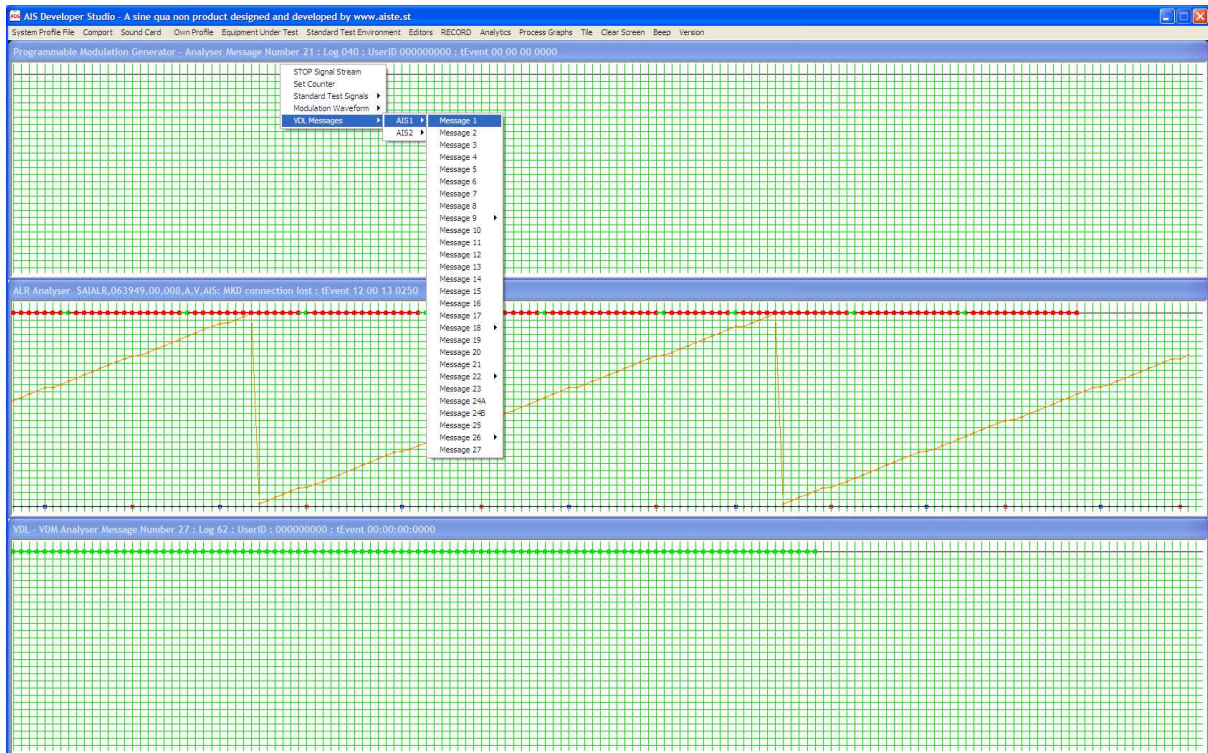 ADS AIS Developer Studio - A sine qua non product designed and developed by www.aiste.st
System Profile File Comport Sound Card Own Profile Equipment Under Test Standard Test Environment Editors RECORD Analytics Process Graphs Tile Clear Screen Beep Version
Programmable Modulation Generator - Analyser Message Number 21 : Log 040 : UserID 000000000 : tEvent 00 00 00 0000
STOP Signal Stream
Set Counter
Standard Test Signals
Modulation Waveform
VDL Messages
AIS1
AIS2
Message 1
Message 2
Message 3
Message 4
Message 5
Message 6
Message 7
Message 8
Message 9
Message 10
Message 11
Message 12
Message 13
Message 14
Message 15
Message 16
Message 17
Message 18
Message 19
Message 20
Message 21
Message 22
Message 23
Message 24A
Message 24B
Message 25
Message 26
Message 27
ALR Analyser $AIALR,063949.00,008,A,V,AIS: MKD connection lost : tEvent 12 00 13 0250
VDL - VDM Analyser Message Number 27 : Log 62 : UserID : 000000000 : tEvent 00:00:00:0000